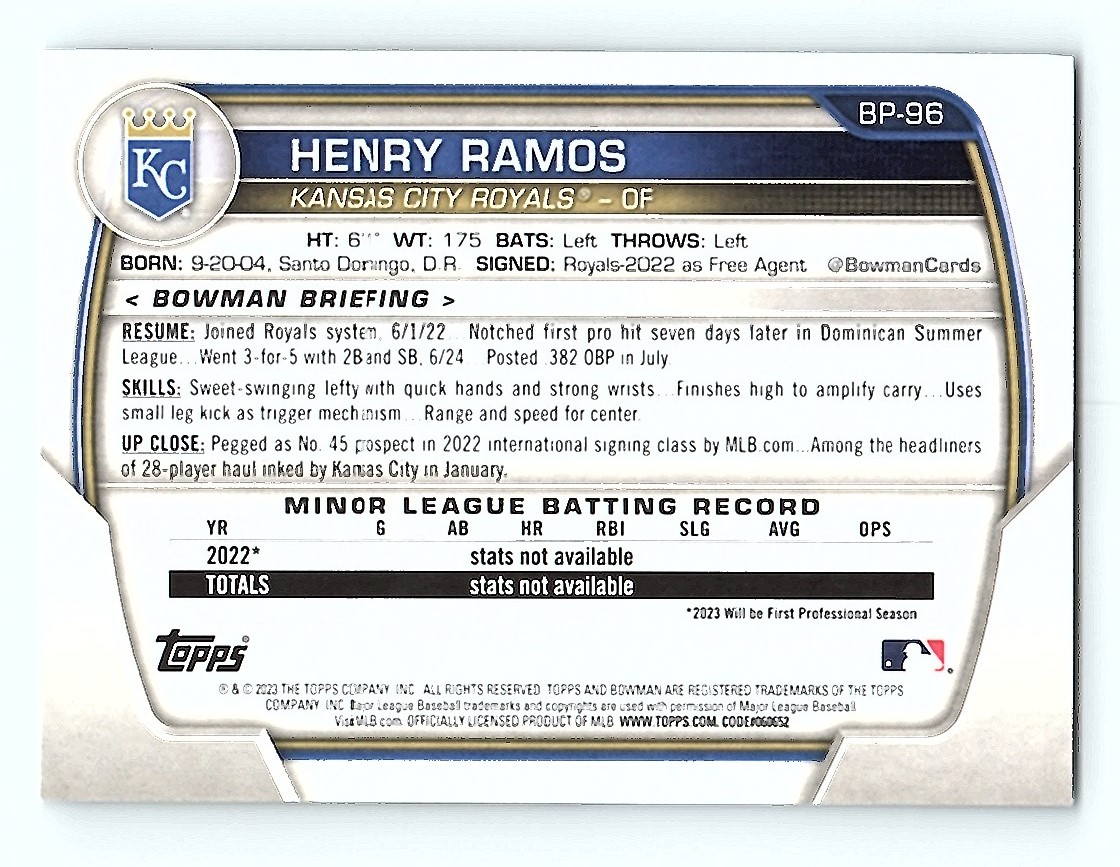 BP-96
KC
HENRY RAMOS
KANSAS CITY ROYALS® – OF
HT: 6' WT: 175 BATS: Left THROWS: Left
BORN: 9-20-04, Santo Domingo, D.R. SIGNED: Royals-2022 as Free Agent @BowmanCards
< BOWMAN BRIEFING >
RESUME: Joined Royals system, 6/1/22... Notched first pro hit seven days later in Dominican Summer
League...Went 3-for-5 with 2B and SB, 6/24... Posted .382 OBP in July.
SKILLS: Sweet-swinging lefty with quick hands and strong wrists...Finishes high to amplify carry...Uses
small leg kick as trigger mechanism...Range and speed for center.
UP CLOSE: Pegged as No. 45 prospect in 2022 international signing class by MLB.com...Among the headliners
of 28-player haul inked by Kansas City in January.
MINOR LEAGUE BATTING RECORD
YR G AB HR RBI SLG AVG OPS
2022* stats not available
TOTALS stats not available
*2023 Will be First Professional Season
Topps®
® & © 2023 THE TOPPS COMPANY, INC. ALL RIGHTS RESERVED. TOPPS AND BOWMAN ARE REGISTERED TRADEMARKS OF THE TOPPS
COMPANY, INC. Major League Baseball trademarks and copyrights are used with permission of Major League Baseball.
Visit MLB.com. OFFICIALLY LICENSED PRODUCT OF MLB WWW.TOPPS.COM. CODE#060652